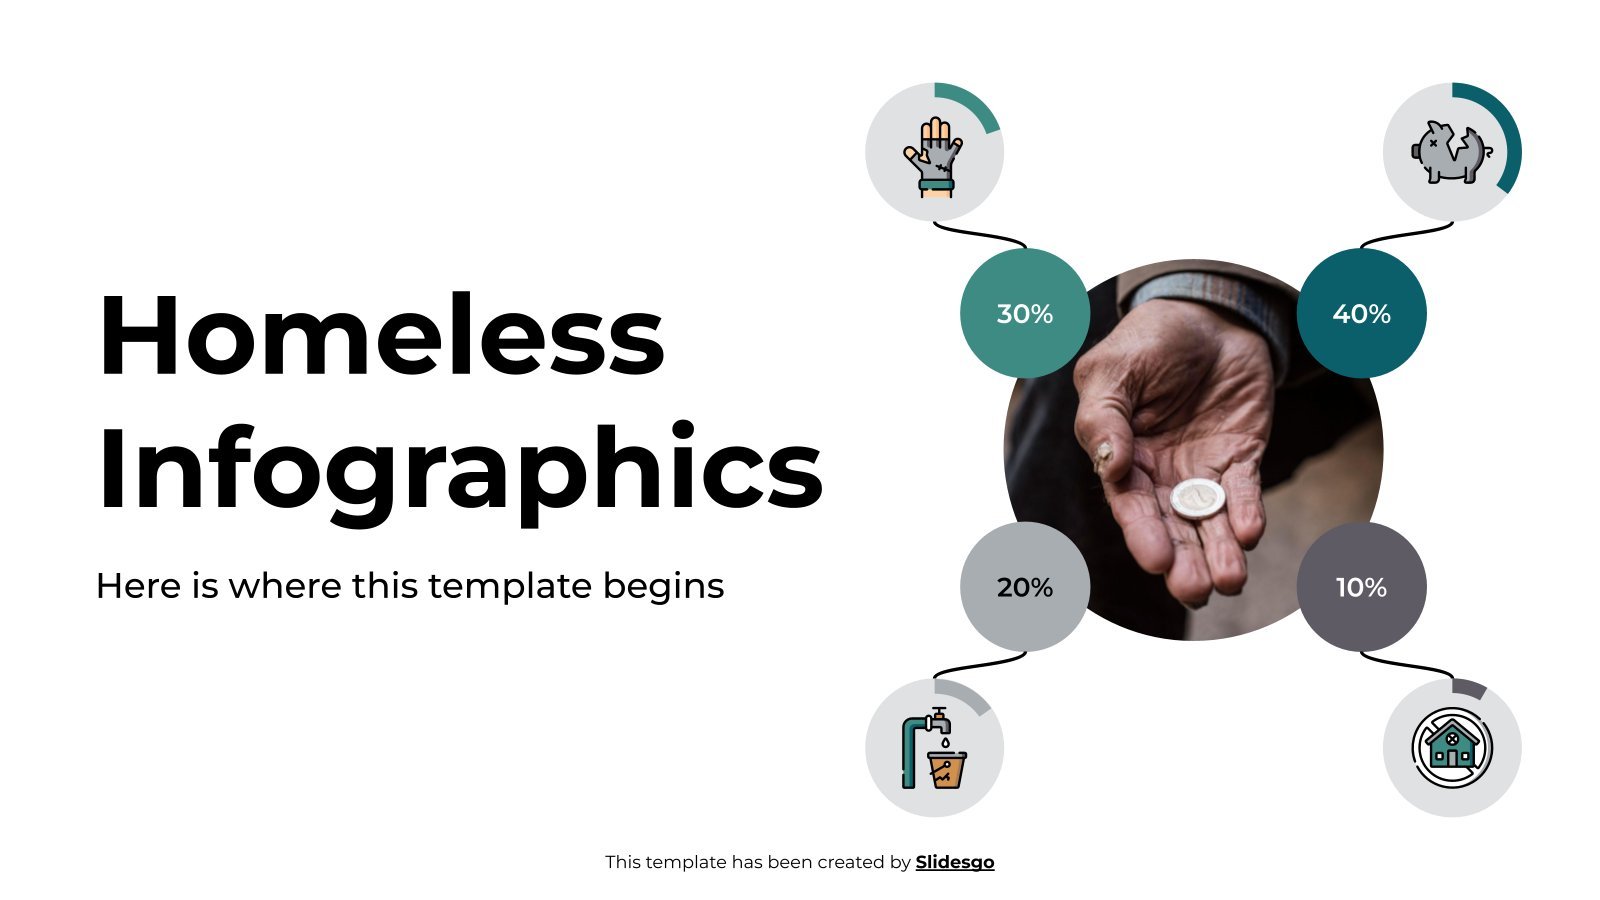 Homeless
Infographics
Here is where this template begins
30%
40%
20%
10%
This template has been created by Slidesgo